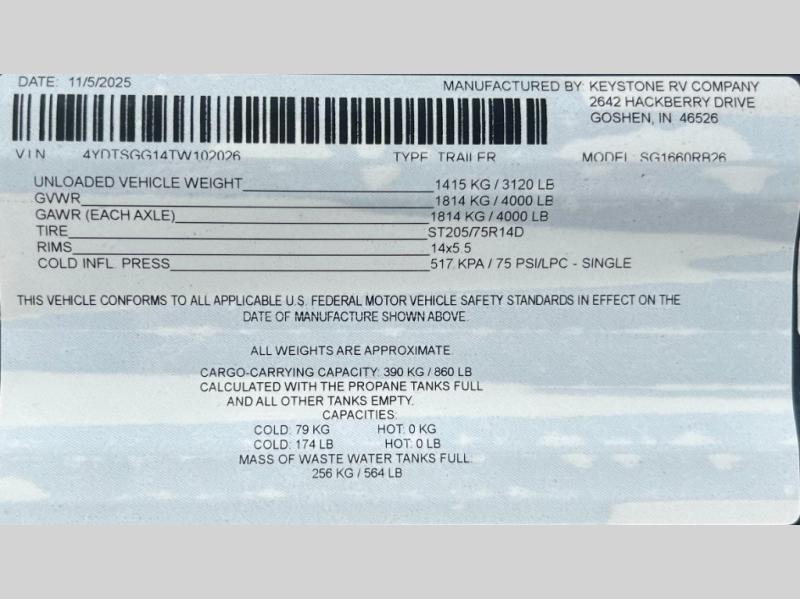 DATE: 11/5/2025
MANUFACTURED BY: KEYSTONE RV COMPANY
2642 HACKBERRY DRIVE
GOSHEN, IN 46526
VIN 4YDTSGG14TW102026 TYPE TRAILER MODEL SG1660RB26
UNLOADED VEHICLE WEIGHT 1415 KG / 3120 LB
GVWR 1814 KG / 4000 LB
GAWR (EACH AXLE) 1814 KG / 4000 LB
TIRE ST205/75R14D
RIMS 14x5.5
COLD INFL. PRESS 517 KPA / 75 PSI/LPC - SINGLE
THIS VEHICLE CONFORMS TO ALL APPLICABLE U.S. FEDERAL MOTOR VEHICLE SAFETY STANDARDS IN EFFECT ON THE
DATE OF MANUFACTURE SHOWN ABOVE.
ALL WEIGHTS ARE APPROXIMATE.
CARGO-CARRYING CAPACITY: 390 KG / 860 LB
CALCULATED WITH THE PROPANE TANKS FULL
AND ALL OTHER TANKS EMPTY.
CAPACITIES:
COLD: 79 KG HOT: 0 KG
COLD: 174 LB HOT: 0 LB
MASS OF WASTE WATER TANKS FULL:
256 KG / 564 LB